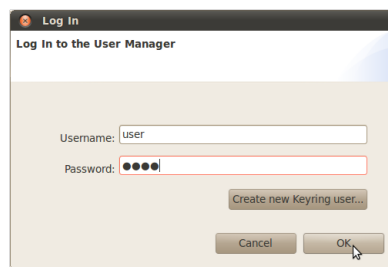 Log In
Log In to the User Manager
Username: user
Password: ●●●●
Create new Keyring user...
Cancel OK